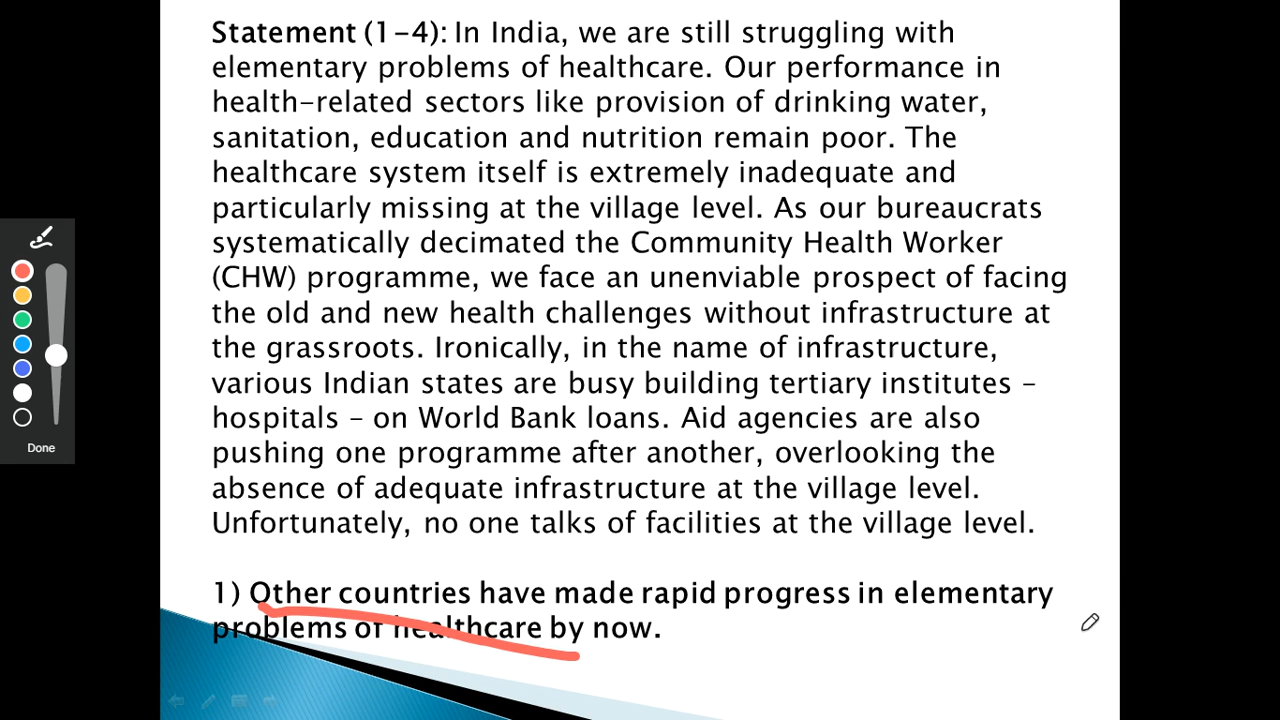 Statement (1-4): In India, we are still struggling with
elementary problems of healthcare. Our performance in
health-related sectors like provision of drinking water,
sanitation, education and nutrition remain poor. The
healthcare system itself is extremely inadequate and
particularly missing at the village level. As our bureaucrats
systematically decimated the Community Health Worker
(CHW) programme, we face an unenviable prospect of facing
the old and new health challenges without infrastructure at
the grassroots. Ironically, in the name of infrastructure,
various Indian states are busy building tertiary institutes –
hospitals – on World Bank loans. Aid agencies are also
pushing one programme after another, overlooking the
absence of adequate infrastructure at the village level.
Unfortunately, no one talks of facilities at the village level.
1) Other countries have made rapid progress in elementary
problems of healthcare by now.
Done